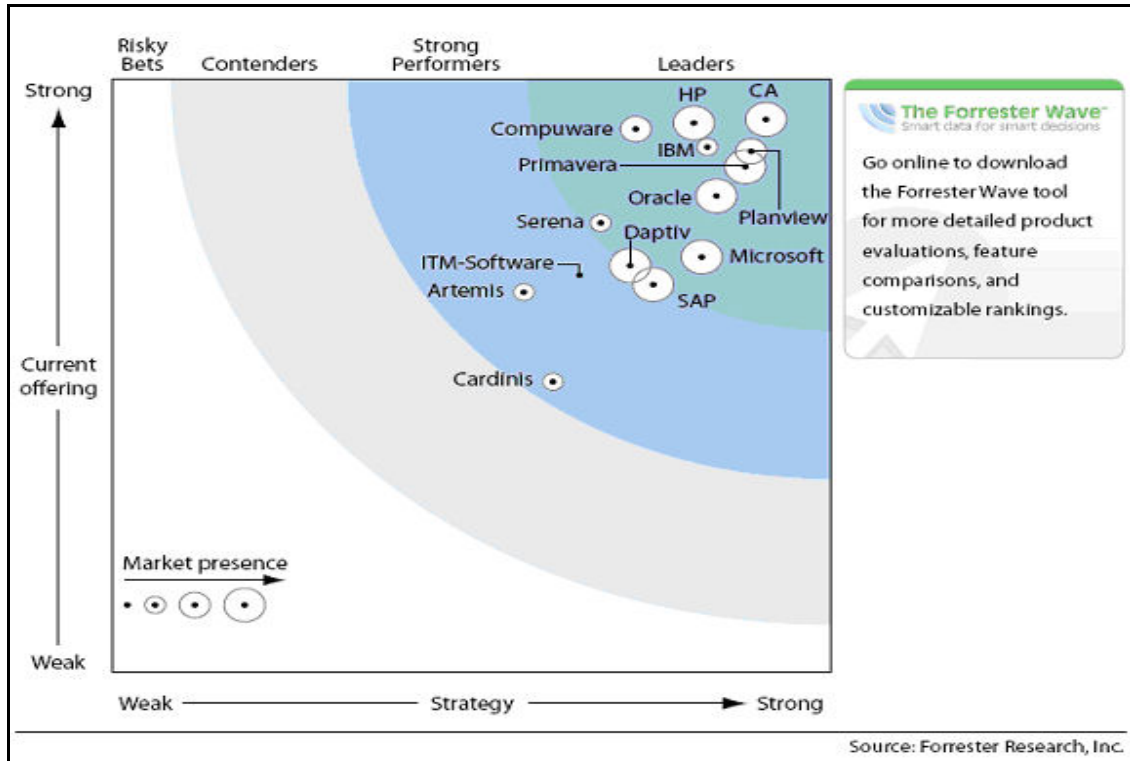 Risky
Bets
Contenders
Strong
Performers
Leaders
Strong
Current
offering
Weak
HP
CA
Compuware
IBM
Primavera
Oracle
Planview
Serena
Daptiv
Microsoft
ITM-Software
Artemis
SAP
Cardinis
Market presence
Weak
Strategy
Strong
The Forrester Wave™
Smart data for smart decisions
Go online to download
the Forrester Wave tool
for more detailed product
evaluations, feature
comparisons, and
customizable rankings.
Source: Forrester Research, Inc.